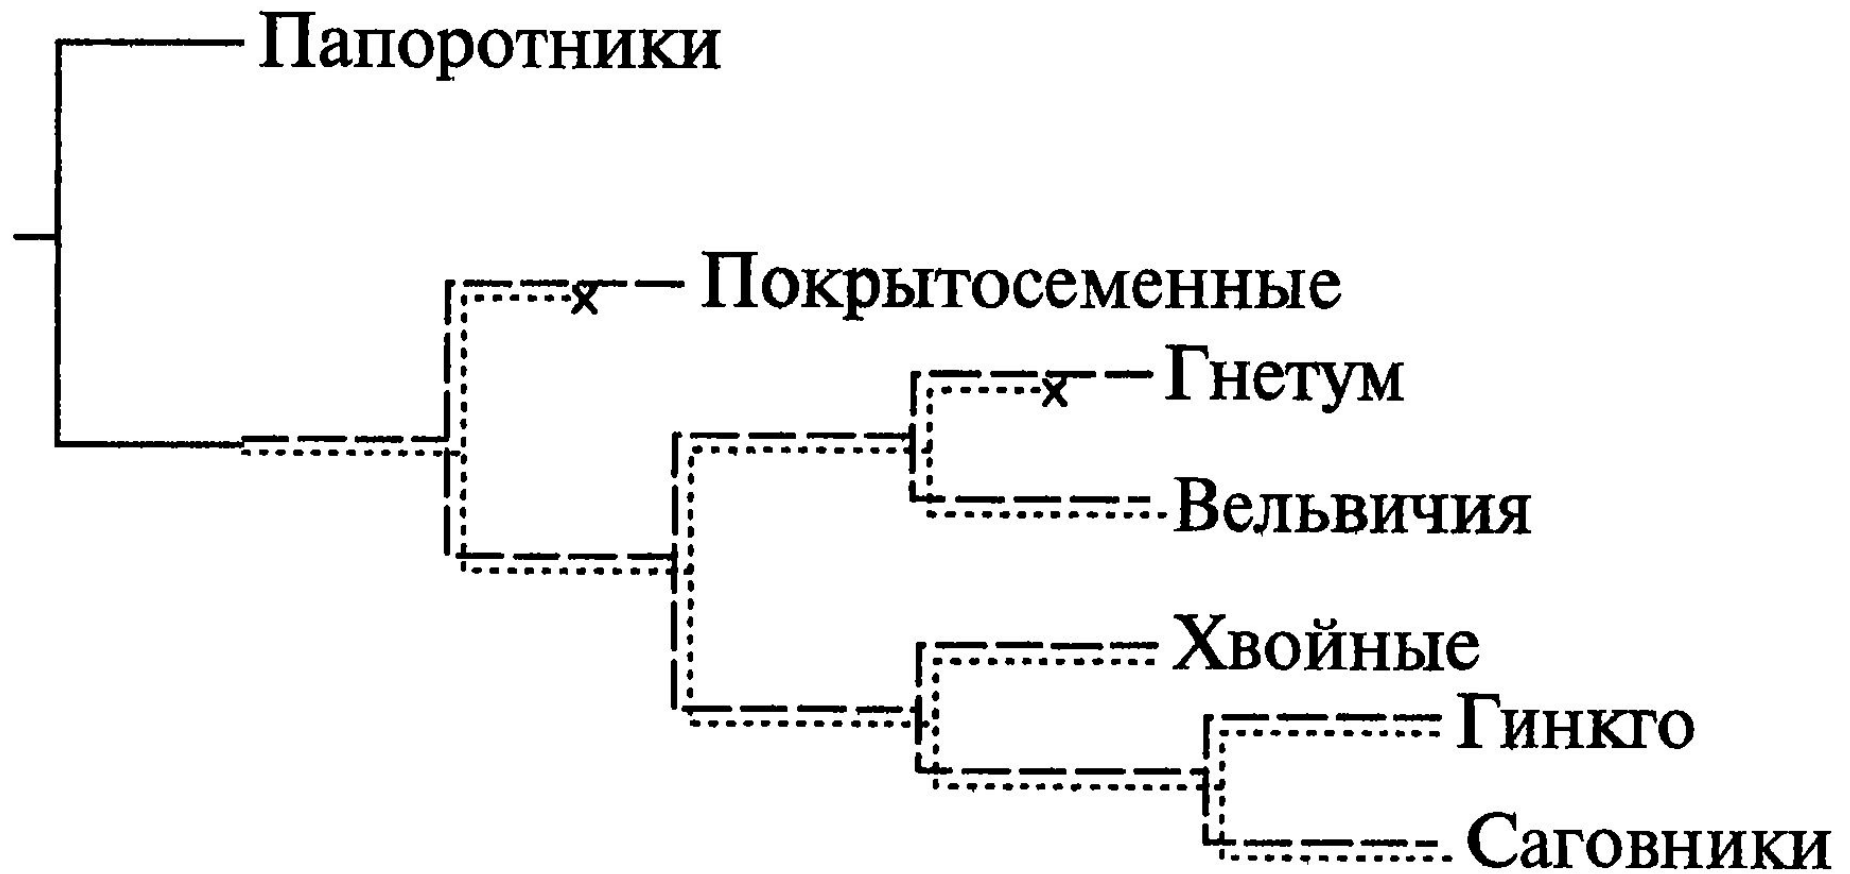 Папоротники
Покрытосеменные
Гнетум
Вельвичия
Хвойные
Гинкго
Саговники